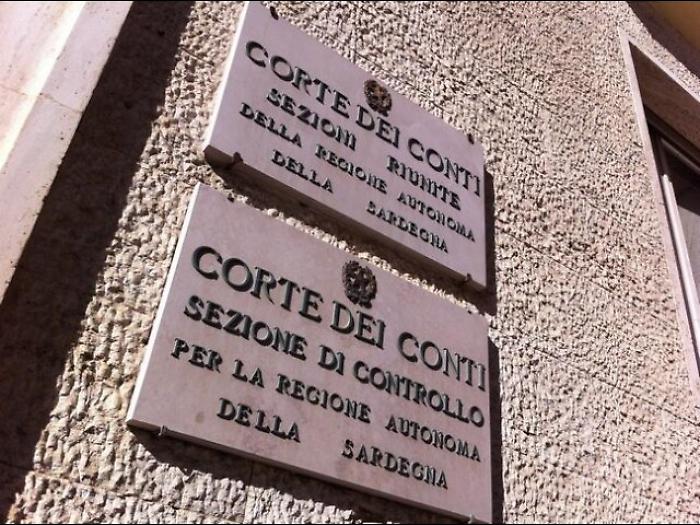 CORTE DEI CONTI
SEZIONI RIUNITE
DELLA REGIONE AUTONOMA
DELLA SARDEGNA
CORTE DEI CONTI
SEZIONE DI CONTROLLO
PER LA REGIONE AUTONOMA
DELLA SARDEGNA